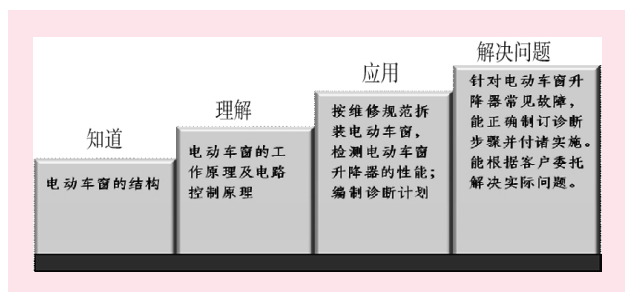 知道
电动车窗的结构
理解
电动车窗的工
作原理及电路
控制原理
应用
按维修规范拆
装电动车窗，
检测电动车窗
升降器的性能；
编制诊断计划
解决问题
针对电动车窗升
降器常见故障，
能正确制订诊断
步骤并付诸实施。
能根据客户委托
解决实际问题。